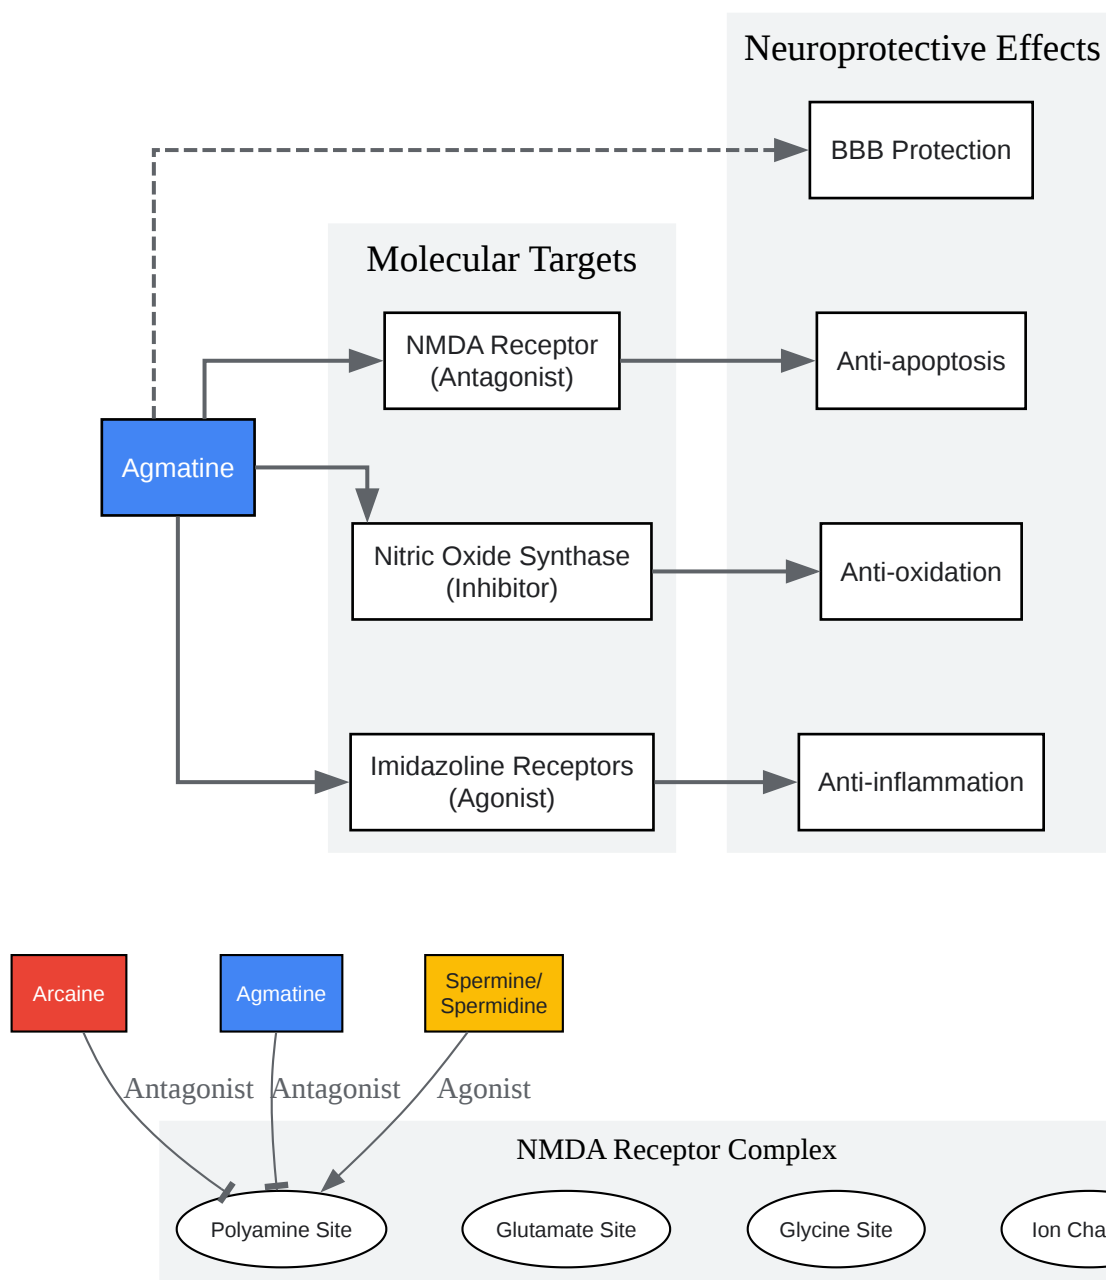 Neuroprotective Effects
BBB Protection
Molecular Targets
NMDA Receptor
(Antagonist)
Anti-apoptosis
Agmatine
Nitric Oxide Synthase
(Inhibitor)
Anti-oxidation
Imidazoline Receptors
(Agonist)
Anti-inflammation
Arcaine
Agmatine
Spermine/
Spermidine
Antagonist
Antagonist
Agonist
NMDA Receptor Complex
Polyamine Site
Glutamate Site
Glycine Site
Ion